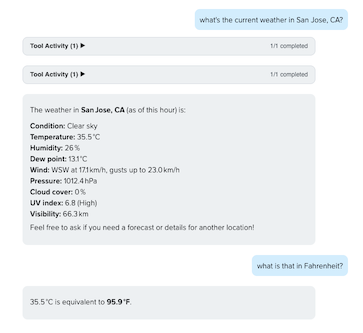 what's the current weather in San Jose, CA?
Tool Activity (1) ▶ 1/1 completed
Tool Activity (1) ▶ 1/1 completed
The weather in San Jose, CA (as of this hour) is:
Condition: Clear sky
Temperature: 35.5 °C
Humidity: 26 %
Dew point: 13.1 °C
Wind: WSW at 17.1 km/h, gusts up to 23.0 km/h
Pressure: 1012.4 hPa
Cloud cover: 0 %
UV index: 6.8 (High)
Visibility: 66.3 km
Feel free to ask if you need a forecast or details for another location!
what is that in Fahrenheit?
35.5 °C is equivalent to 95.9 °F.